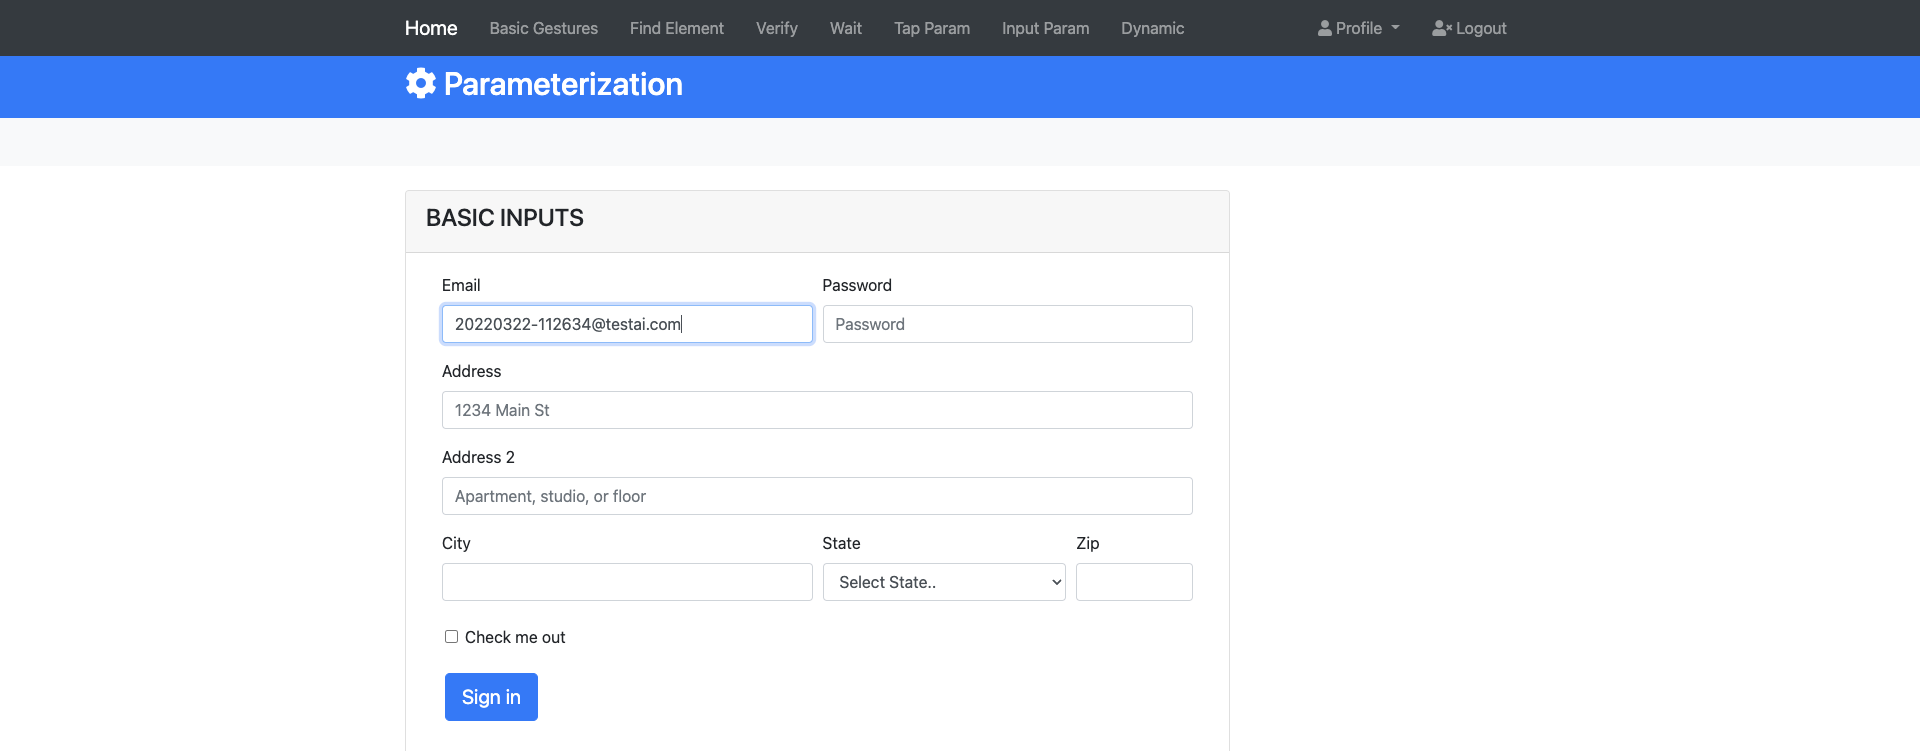 Home Basic Gestures Find Element Verify Wait Tap Param Input Param Dynamic Profile Logout
Parameterization
BASIC INPUTS
Email Password
20220322-112634@testai.com Password
Address
1234 Main St
Address 2
Apartment, studio, or floor
City State Zip
Select State..
Check me out
Sign in